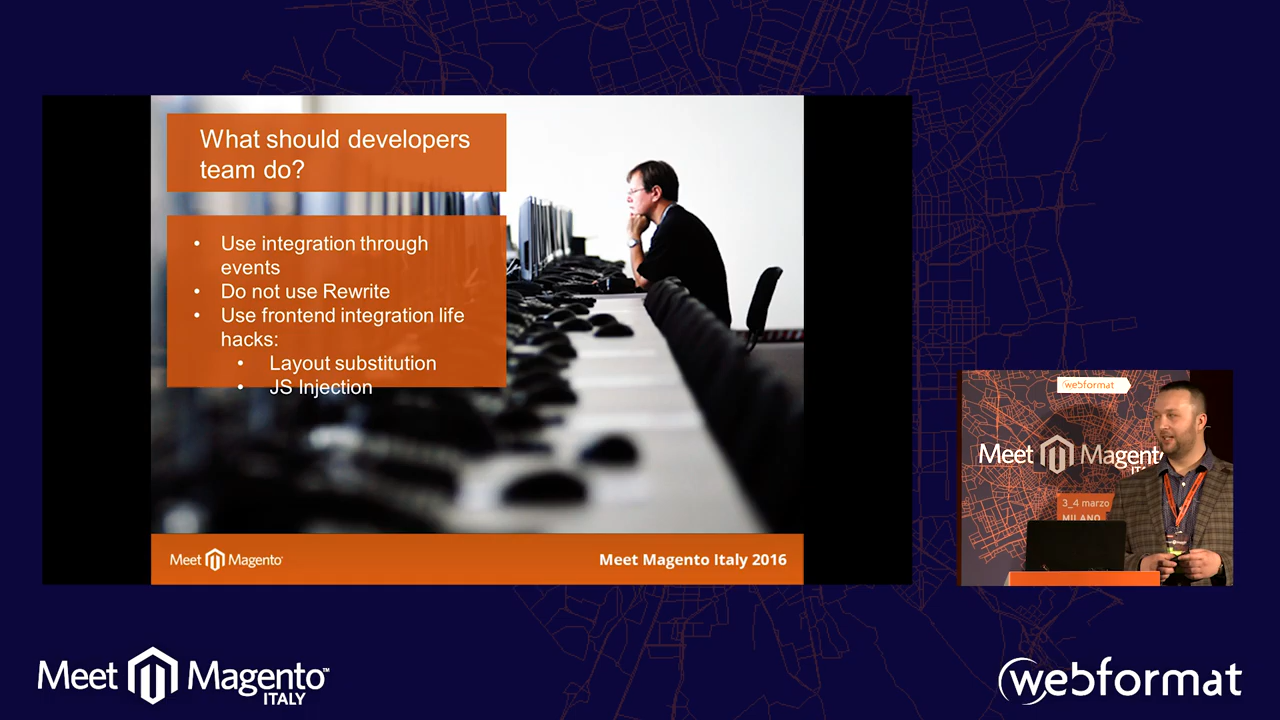 What should developers
team do?
• Use integration through
events
• Do not use Rewrite
• Use frontend integration life
hacks:
• Layout substitution
• JS Injection
Meet Magento
Meet Magento Italy 2016
webformat
Meet Magento
3_4 marzo
MILANO
Meet Magento™
ITALY
webformat